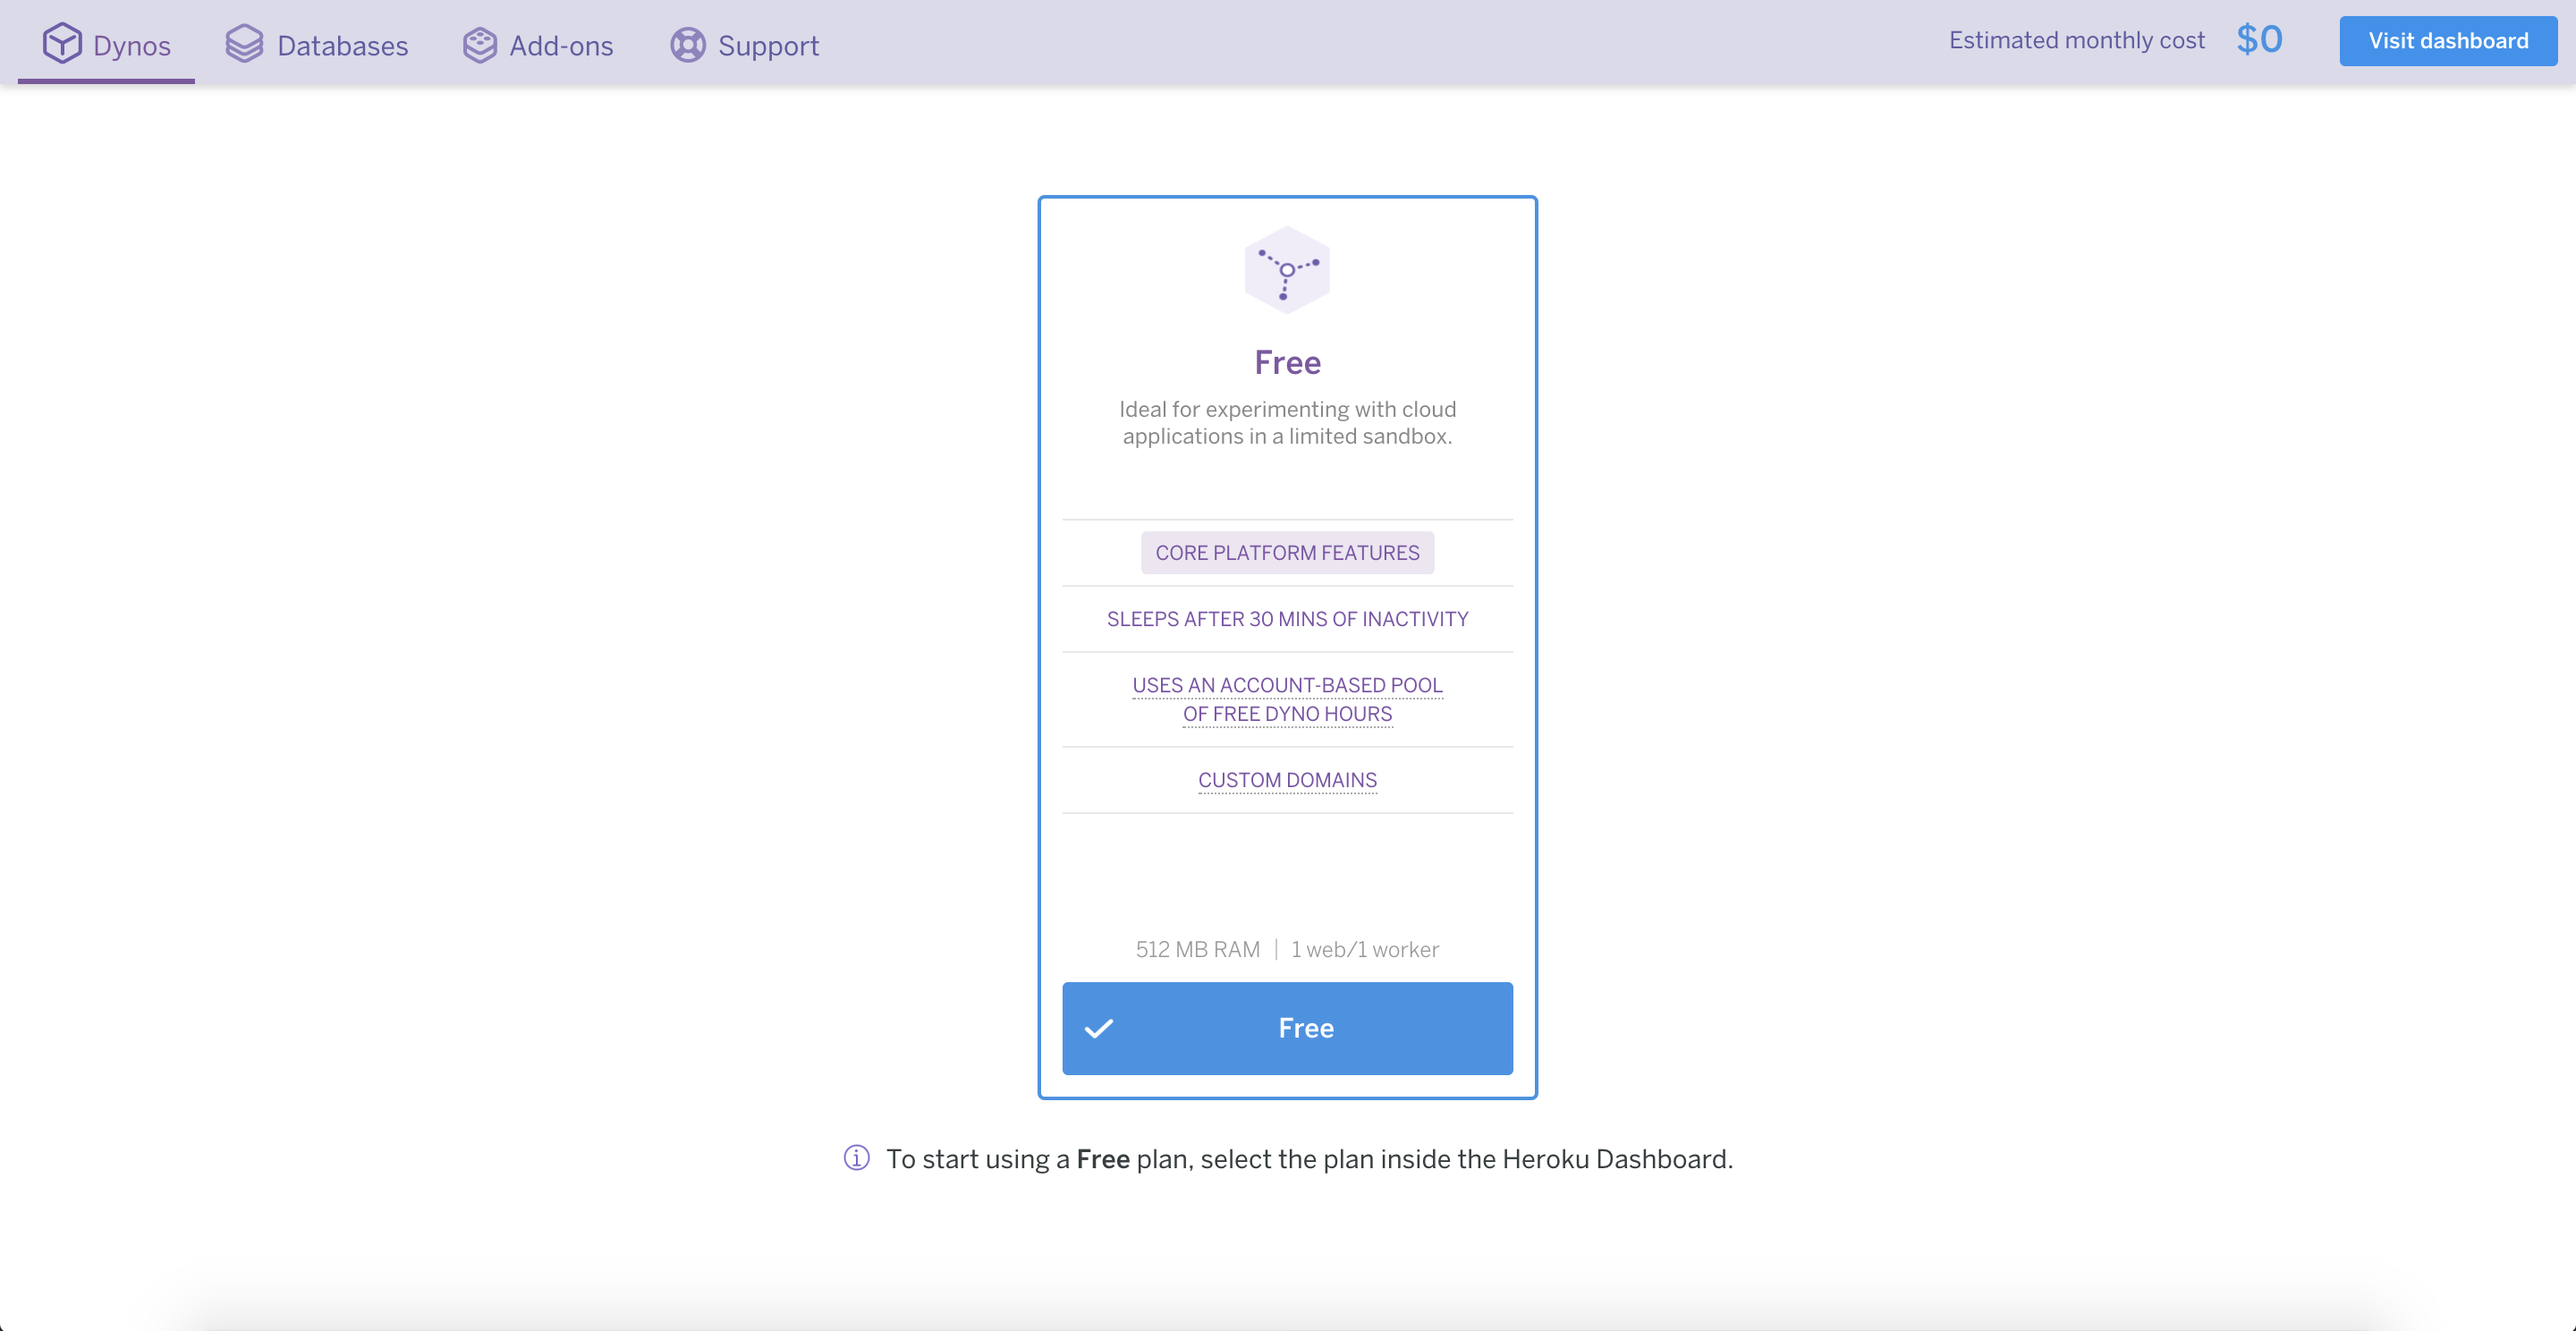 Dynos
Databases
Add-ons
Support
Estimated monthly cost $0
Visit dashboard
Free
Ideal for experimenting with cloud
applications in a limited sandbox.
CORE PLATFORM FEATURES
SLEEPS AFTER 30 MINS OF INACTIVITY
USES AN ACCOUNT-BASED POOL
OF FREE DYNO HOURS
CUSTOM DOMAINS
512 MB RAM | 1 web/1 worker
Free
To start using a Free plan, select the plan inside the Heroku Dashboard.